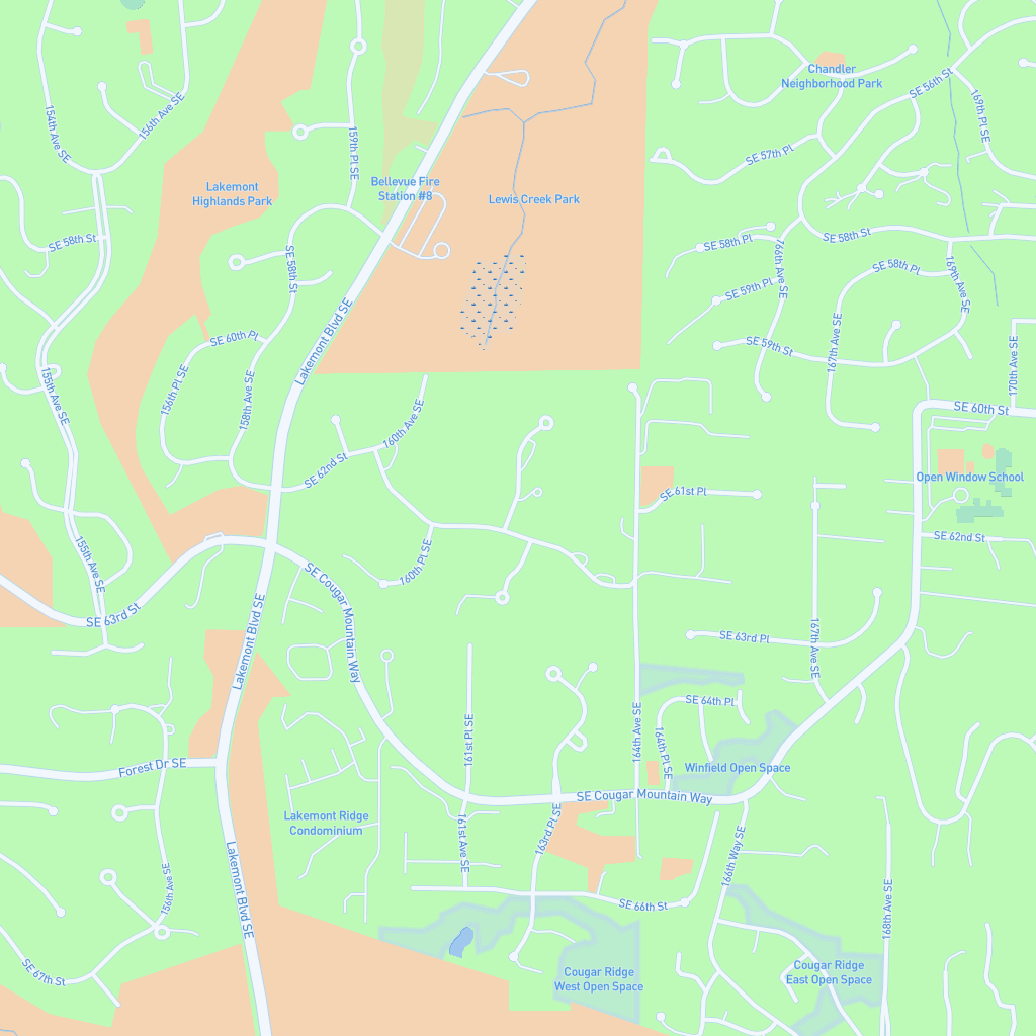 Chandler
Neighborhood Park
SE 56th St
154th Ave SE
156th Ave SE
169th Pl SE
159th Pl SE
SE 57th Pl
Bellevue Fire
Station #8
Lakemont
Highlands Park
Lewis Creek Park
SE 58th St
SE 58th St
SE 58th Pl
SE 58th St
166th Ave SE
SE 58th Pl
169th Ave SE
SE 59th Pl
Lakemont Blvd SE
SE 60th Pl
167th Ave SE
SE 59th St
170th Ave SE
155th Ave SE
156th Pl SE
158th Ave SE
160th Ave SE
SE 60th St
SE 62nd St
Open Window School
SE 61st Pl
SE 62nd St
155th Ave SE
160th Pl SE
SE Cougar Mountain Way
SE 63rd St
Lakemont Blvd SE
SE 63rd Pl
167th Ave SE
SE 64th Pl
164th Ave SE
164th Pl SE
161st Pl SE
Forest Dr SE
Winfield Open Space
SE Cougar Mountain Way
Lakemont Ridge
Condominium
161st Ave SE
163rd Pl SE
166th Way SE
Lakemont Blvd SE
156th Ave SE
SE 66th St
168th Ave SE
SE 67th St
Cougar Ridge
West Open Space
Cougar Ridge
East Open Space